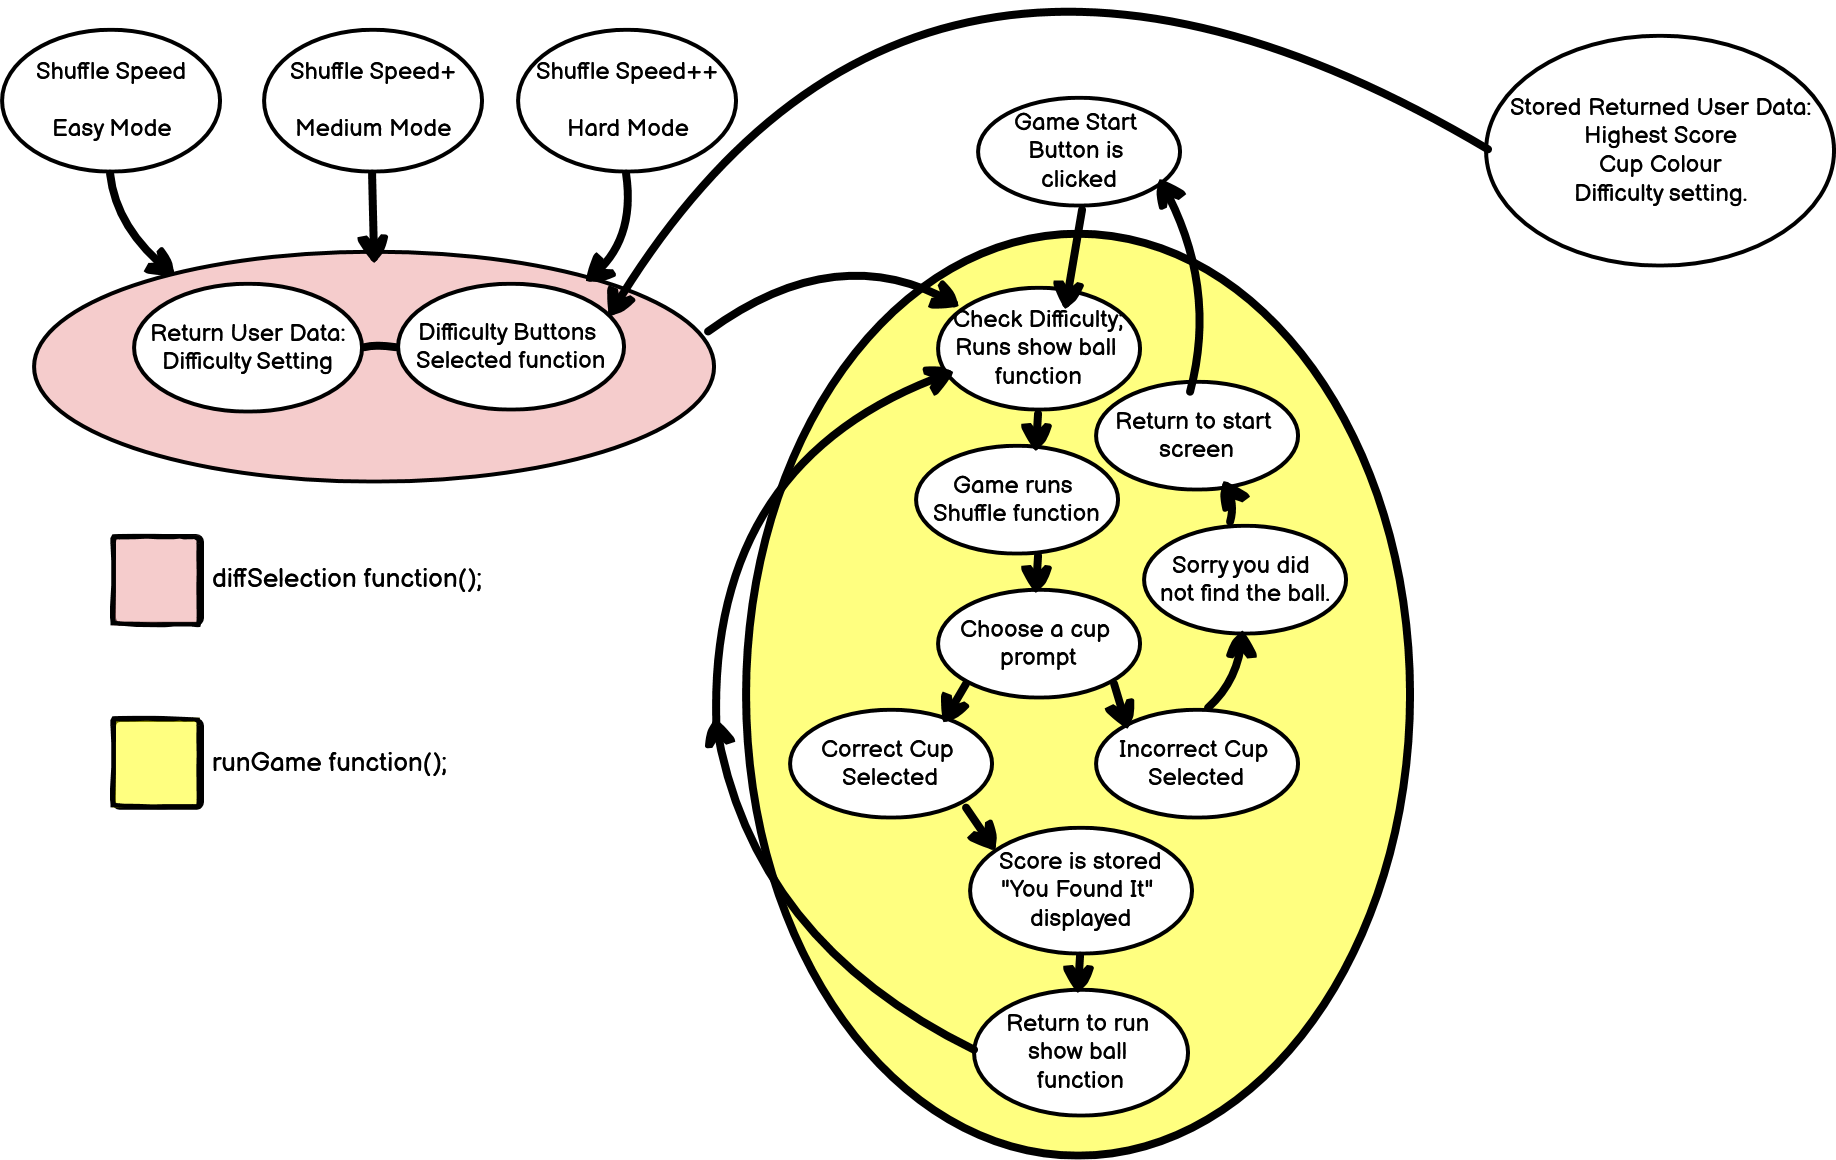 Shuffle Speed
Easy Mode
Shuffle Speed+
Medium Mode
Shuffle Speed++
Hard Mode
Stored Returned User Data:
Highest Score
Cup Colour
Difficulty setting.
Game Start
Button is
clicked
Return User Data:
Difficulty Setting
Difficulty Buttons
Selected function
Check Difficulty;
Runs show ball
function
Return to start
screen
Game runs
Shuffle function
Sorry you did
not find the ball.
Choose a cup
prompt
Correct Cup
Selected
Incorrect Cup
Selected
Score is stored
"You Found It"
displayed
Return to run
show ball
function
diffSelection function();
runGame function();